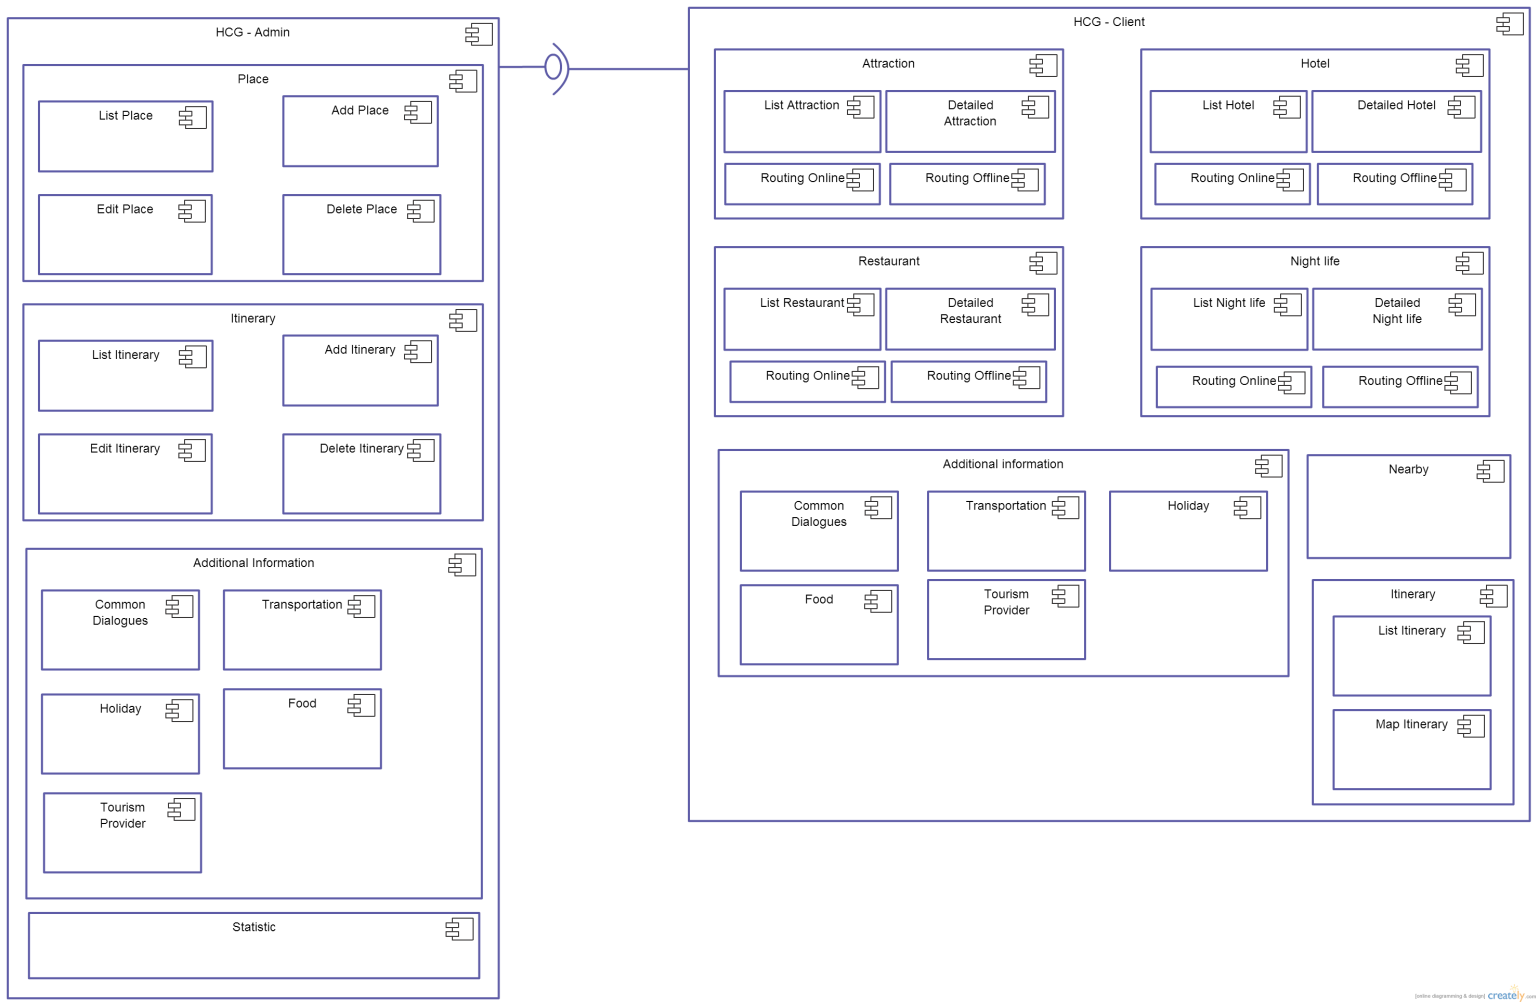 HCG - Admin
Place
List Place
Add Place
Edit Place
Delete Place
Itinerary
List Itinerary
Add Itinerary
Edit Itinerary
Delete Itinerary
Additional Information
Common
Dialogues
Transportation
Holiday
Food
Tourism
Provider
Statistic
HCG - Client
Attraction
List Attraction
Detailed
Attraction
Routing Online
Routing Offline
Hotel
List Hotel
Detailed Hotel
Routing Online
Routing Offline
Restaurant
List Restaurant
Detailed
Restaurant
Routing Online
Routing Offline
Night life
List Night life
Detailed
Night life
Routing Online
Routing Offline
Additional information
Common
Dialogues
Transportation
Holiday
Food
Tourism
Provider
Nearby
Itinerary
List Itinerary
Map Itinerary
[online diagramming & design] creately.com